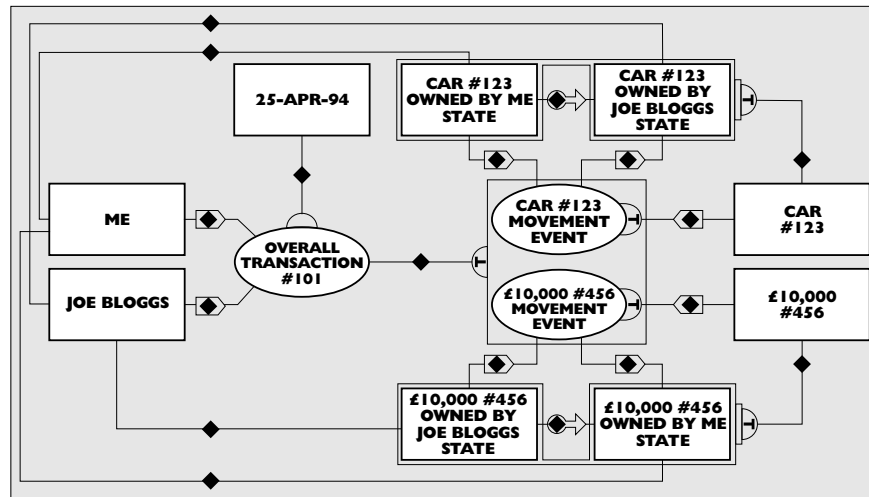 CAR #123
OWNED BY ME
STATE
CAR #123
OWNED BY
JOE BLOGGS
STATE
T
25-APR-94
ME
OVERALL
TRANSACTION
#101
CAR #123
MOVEMENT
EVENT
T
CAR
#123
T
JOE BLOGGS
£10,000 #456
MOVEMENT
EVENT
T
£10,000
#456
£10,000 #456
OWNED BY
JOE BLOGGS
STATE
£10,000 #456
OWNED BY ME
STATE
T